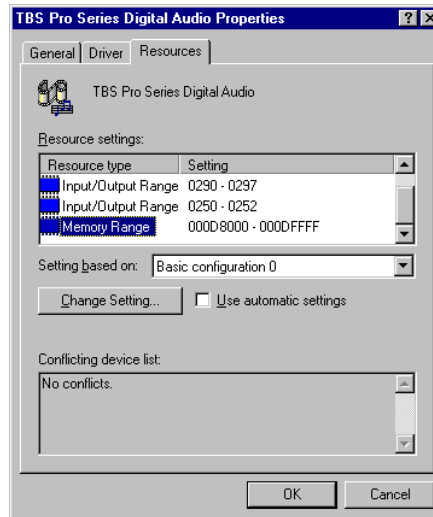 TBS Pro Series Digital Audio Properties
General Driver Resources
TBS Pro Series Digital Audio
Resource settings:
Resource type Setting
Input/Output Range 0290 - 0297
Input/Output Range 0250 - 0252
Memory Range 000D8000 - 000DFFFF
Setting based on: Basic configuration 0
Change Setting... Use automatic settings
Conflicting device list:
No conflicts.
OK Cancel